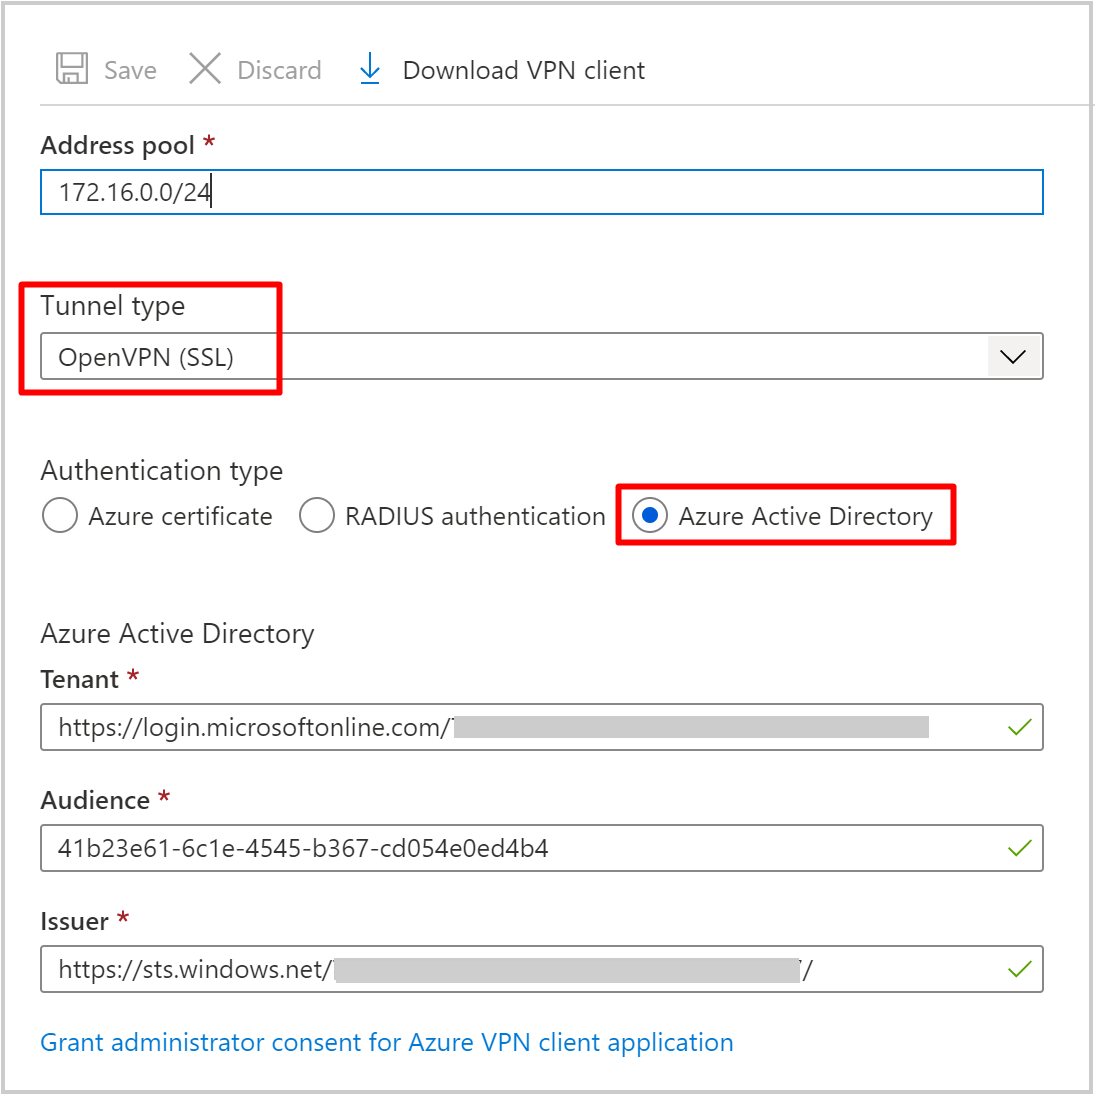 Save Discard Download VPN client
Address pool *
172.16.0.0/24
Tunnel type
OpenVPN (SSL)
Authentication type
Azure certificate RADIUS authentication Azure Active Directory
Azure Active Directory
Tenant *
https://login.microsoftonline.com/
Audience *
41b23e61-6c1e-4545-b367-cd054e0ed4b4
Issuer *
https://sts.windows.net/ /
Grant administrator consent for Azure VPN client application